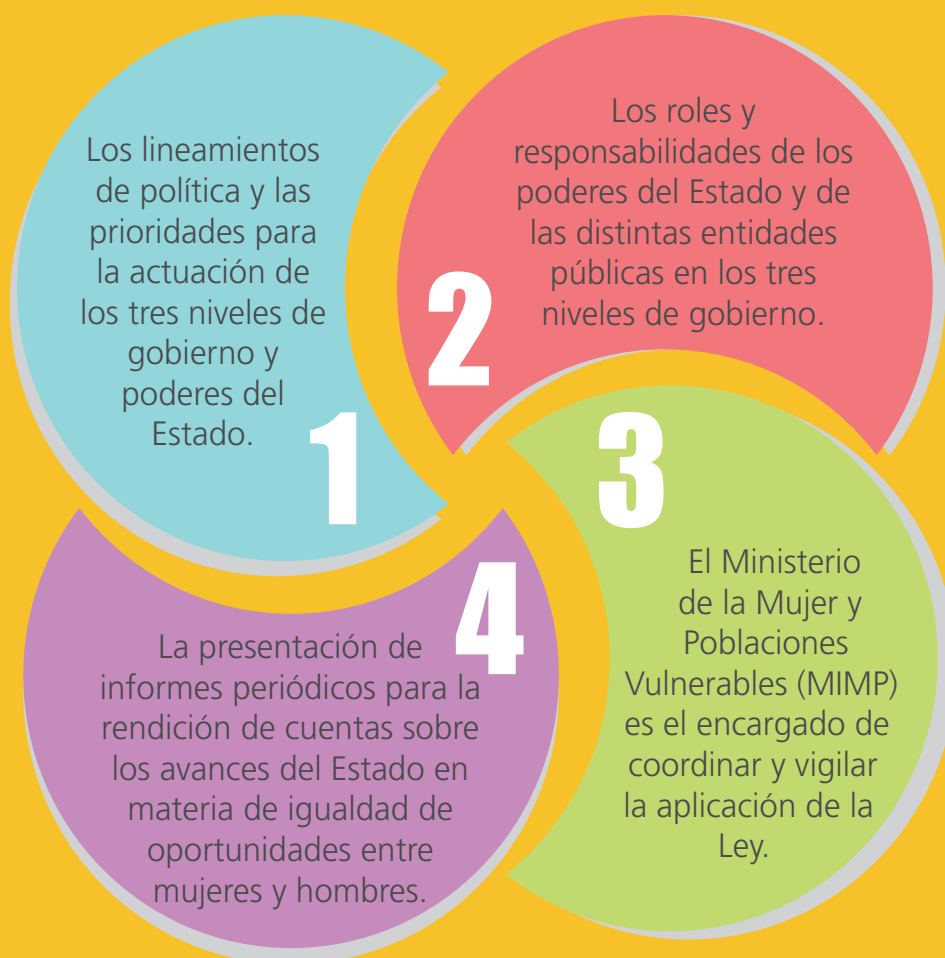 Los lineamientos
de política y las
prioridades para
la actuación de
los tres niveles de
gobierno y
poderes del
Estado.
1
Los roles y
responsabilidades de los
poderes del Estado y de
las distintas entidades
públicas en los tres
niveles de gobierno.
2
3
El Ministerio
de la Mujer y
Poblaciones
Vulnerables (MIMP)
es el encargado de
coordinar y vigilar
la aplicación de la
Ley.
4
La presentación de
informes periódicos para la
rendición de cuentas sobre
los avances del Estado en
materia de igualdad de
oportunidades entre
mujeres y hombres.